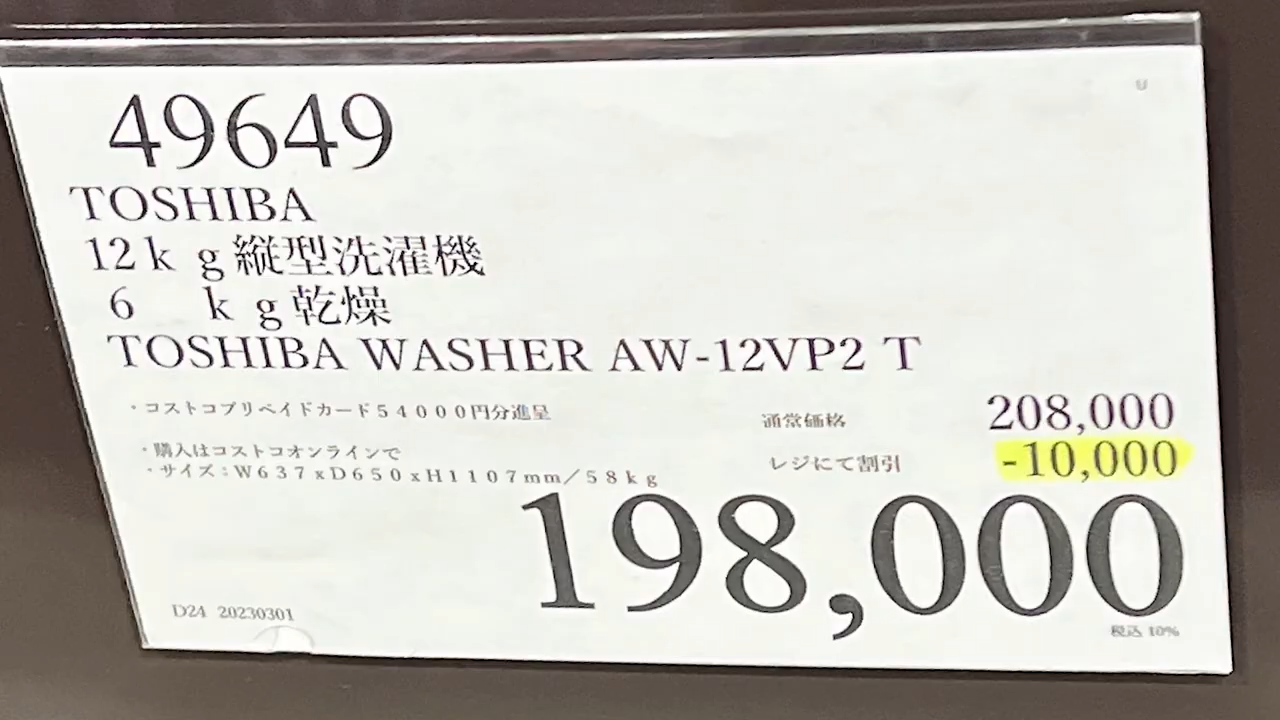 U
49649
TOSHIBA
12kg縦型洗濯機
6 kg乾燥
TOSHIBA WASHER AW-12VP2 T
・コストコプリペイドカード54000円分進呈
通常価格 208,000
・購入はコストコオンラインで
レジにて割引 -10,000
・サイズ：W637xD650xH1107mm／58kg
198,000
D24 20230301
税込 10%